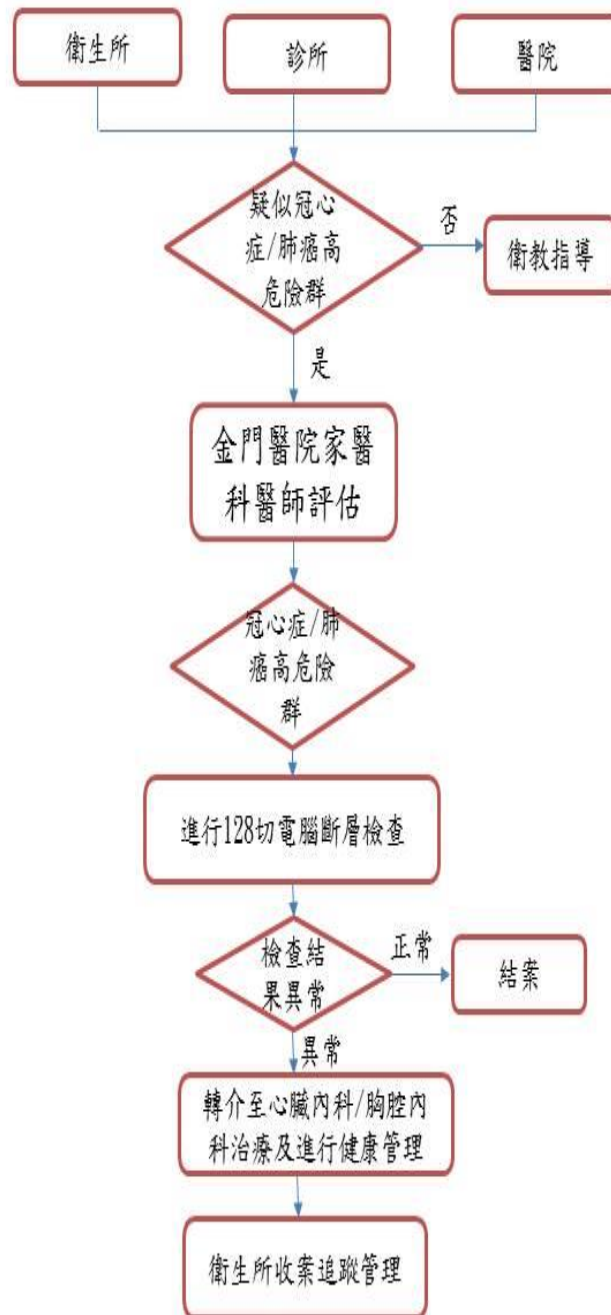 衛生所
診所
醫院
疑似冠心
症/肺癌高
危險群
否
衛教指導
是
金門醫院家醫
科醫師評估
冠心症/肺
癌高危險
群
進行128切電腦斷層檢查
檢查結
果異常
正常
結案
異常
轉介至心臟內科/胸腔內
科治療及進行健康管理
衛生所收案追蹤管理